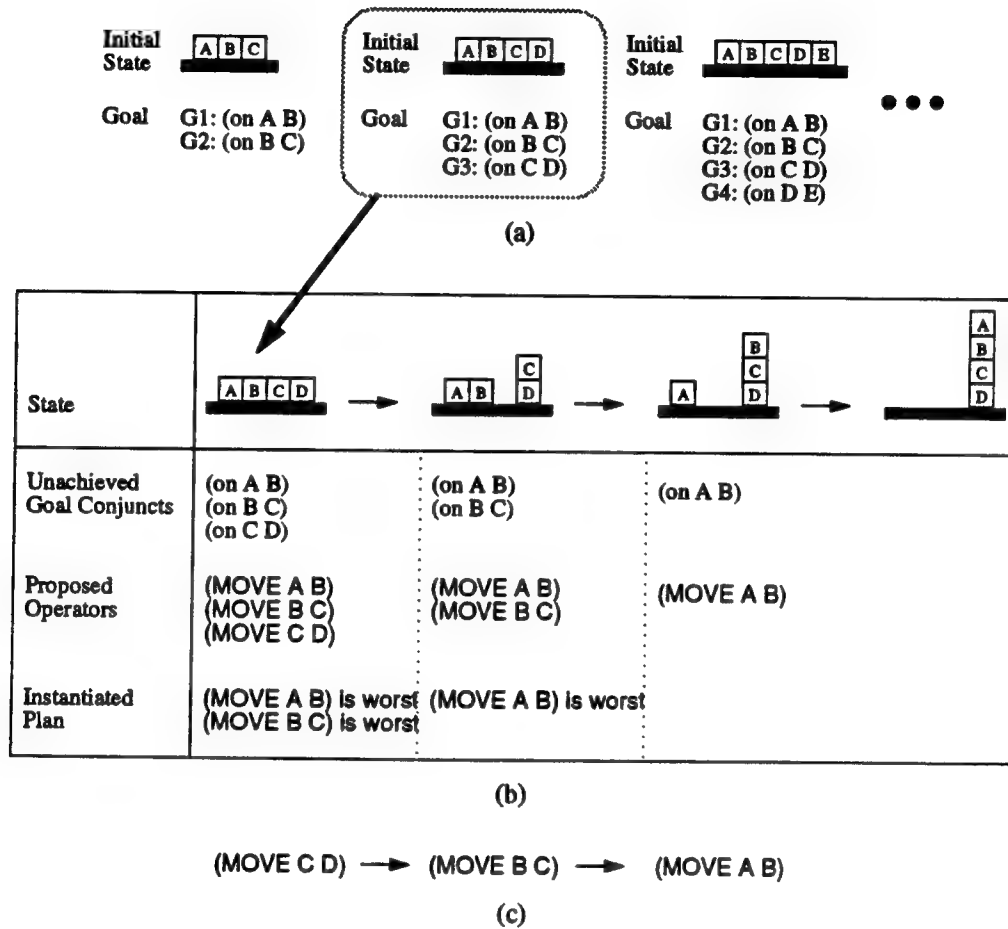 Initial State
A B C
Goal
G1: (on A B)
G2: (on B C)
Initial State
A B C D
Goal
G1: (on A B)
G2: (on B C)
G3: (on C D)
Initial State
A B C D E
Goal
G1: (on A B)
G2: (on B C)
G3: (on C D)
G4: (on D E)
(a)
State
A B C D
A B
C
D
A
B
C
D
A
B
C
D
Unachieved
Goal Conjuncts
(on A B)
(on B C)
(on C D)
(on A B)
(on B C)
(on A B)
Proposed
Operators
(MOVE A B)
(MOVE B C)
(MOVE C D)
(MOVE A B)
(MOVE B C)
(MOVE A B)
Instantiated
Plan
(MOVE A B) is worst
(MOVE B C) is worst
(MOVE A B) is worst
(b)
(MOVE C D) → (MOVE B C) → (MOVE A B)
(c)